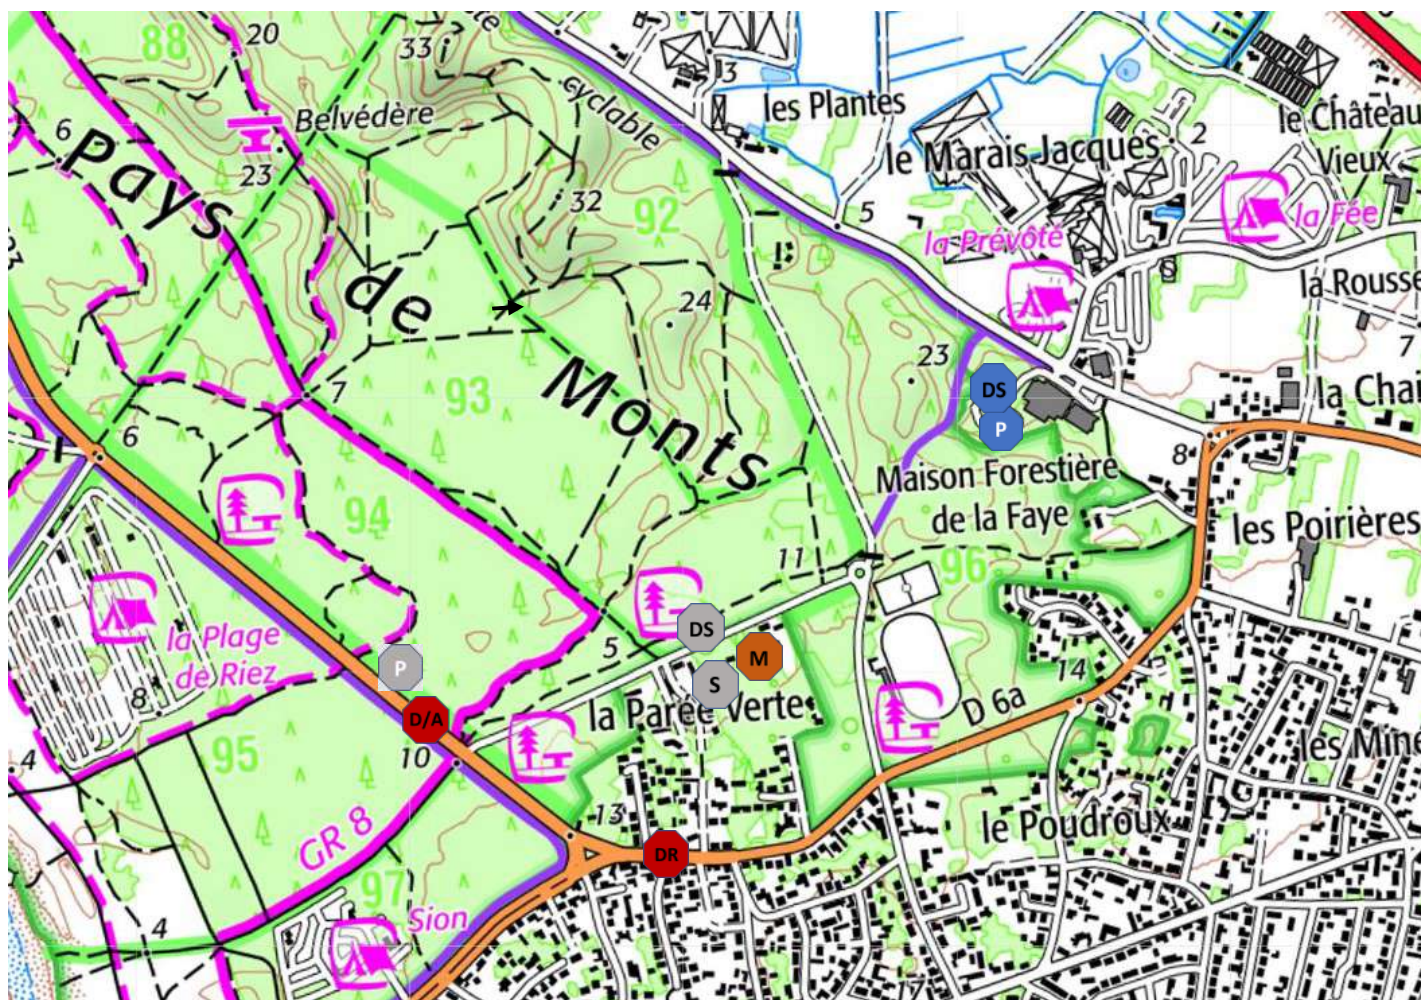 88
20
33
3
les Plantes
cyclable
le Château
6
Belvédère
le Marais Jacques
2
Vieux
Pays
23
32
92
5
la Prévôté
la Fée
de
24
la Rousse
7
23
7
93
DS
la Chai
P
Monts
6
Maison Forestière
de la Faye
8
les Poirières
94
11
96
la Plage
de Riez
5
DS
P
M
S
14
8
la Parée Verte
D 6a
D/A
95
10
les Miné
4
GR 8
13
le Poudroux
DR
97
4
Sion